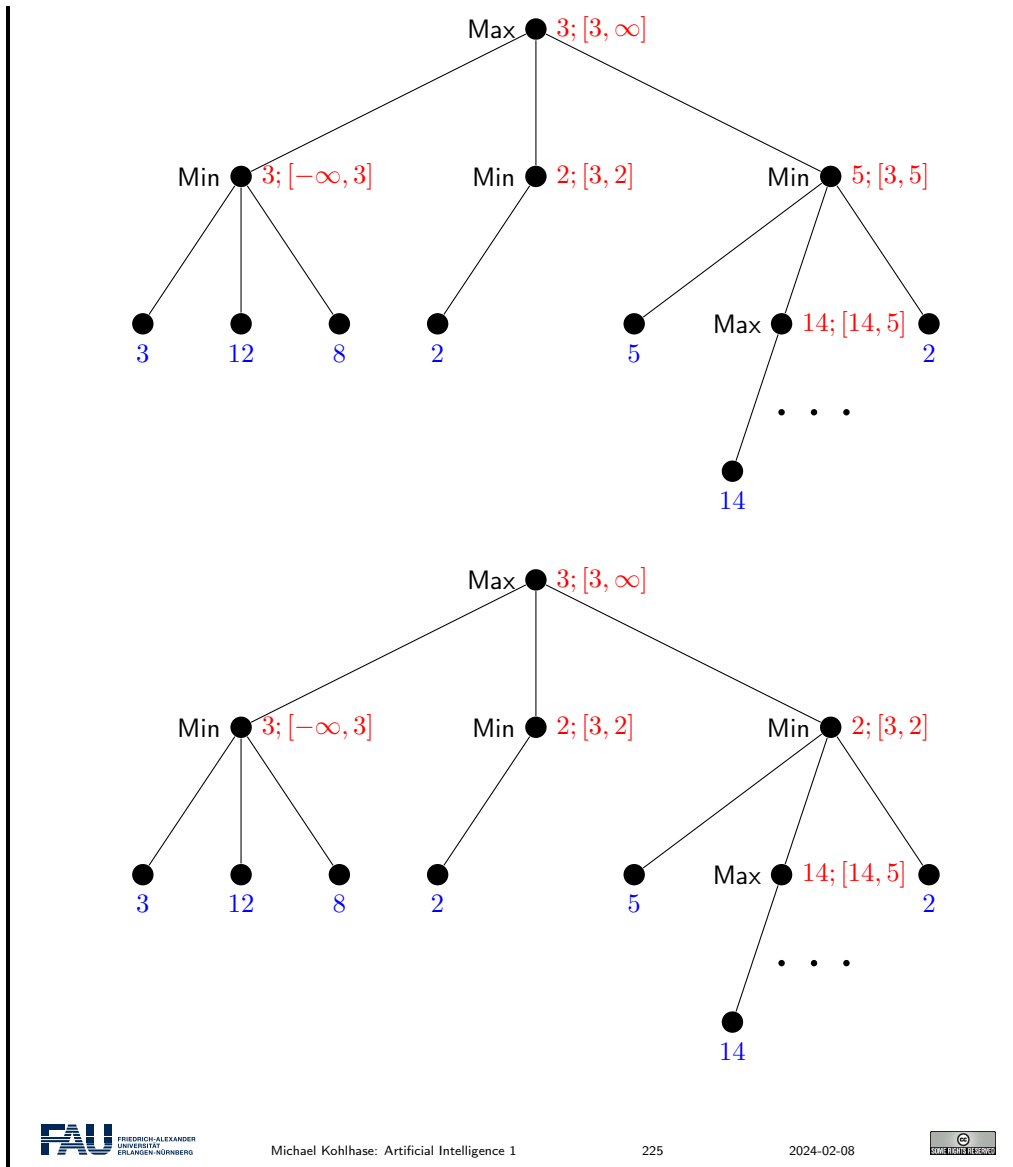 Max 3; [3, ∞]
Min 3; [−∞, 3] Min 2; [3, 2] Min 5; [3, 5]
Max 14; [14, 5]
3 12 8 2 5 2
. . .
14
Max 3; [3, ∞]
Min 3; [−∞, 3] Min 2; [3, 2] Min 2; [3, 2]
Max 14; [14, 5]
3 12 8 2 5 2
. . .
14
FAU FRIEDRICH-ALEXANDER
UNIVERSITÄT
ERLANGEN-NÜRNBERG
Michael Kohlhase: Artificial Intelligence 1 225 2024-02-08
cc
SOME RIGHTS RESERVED